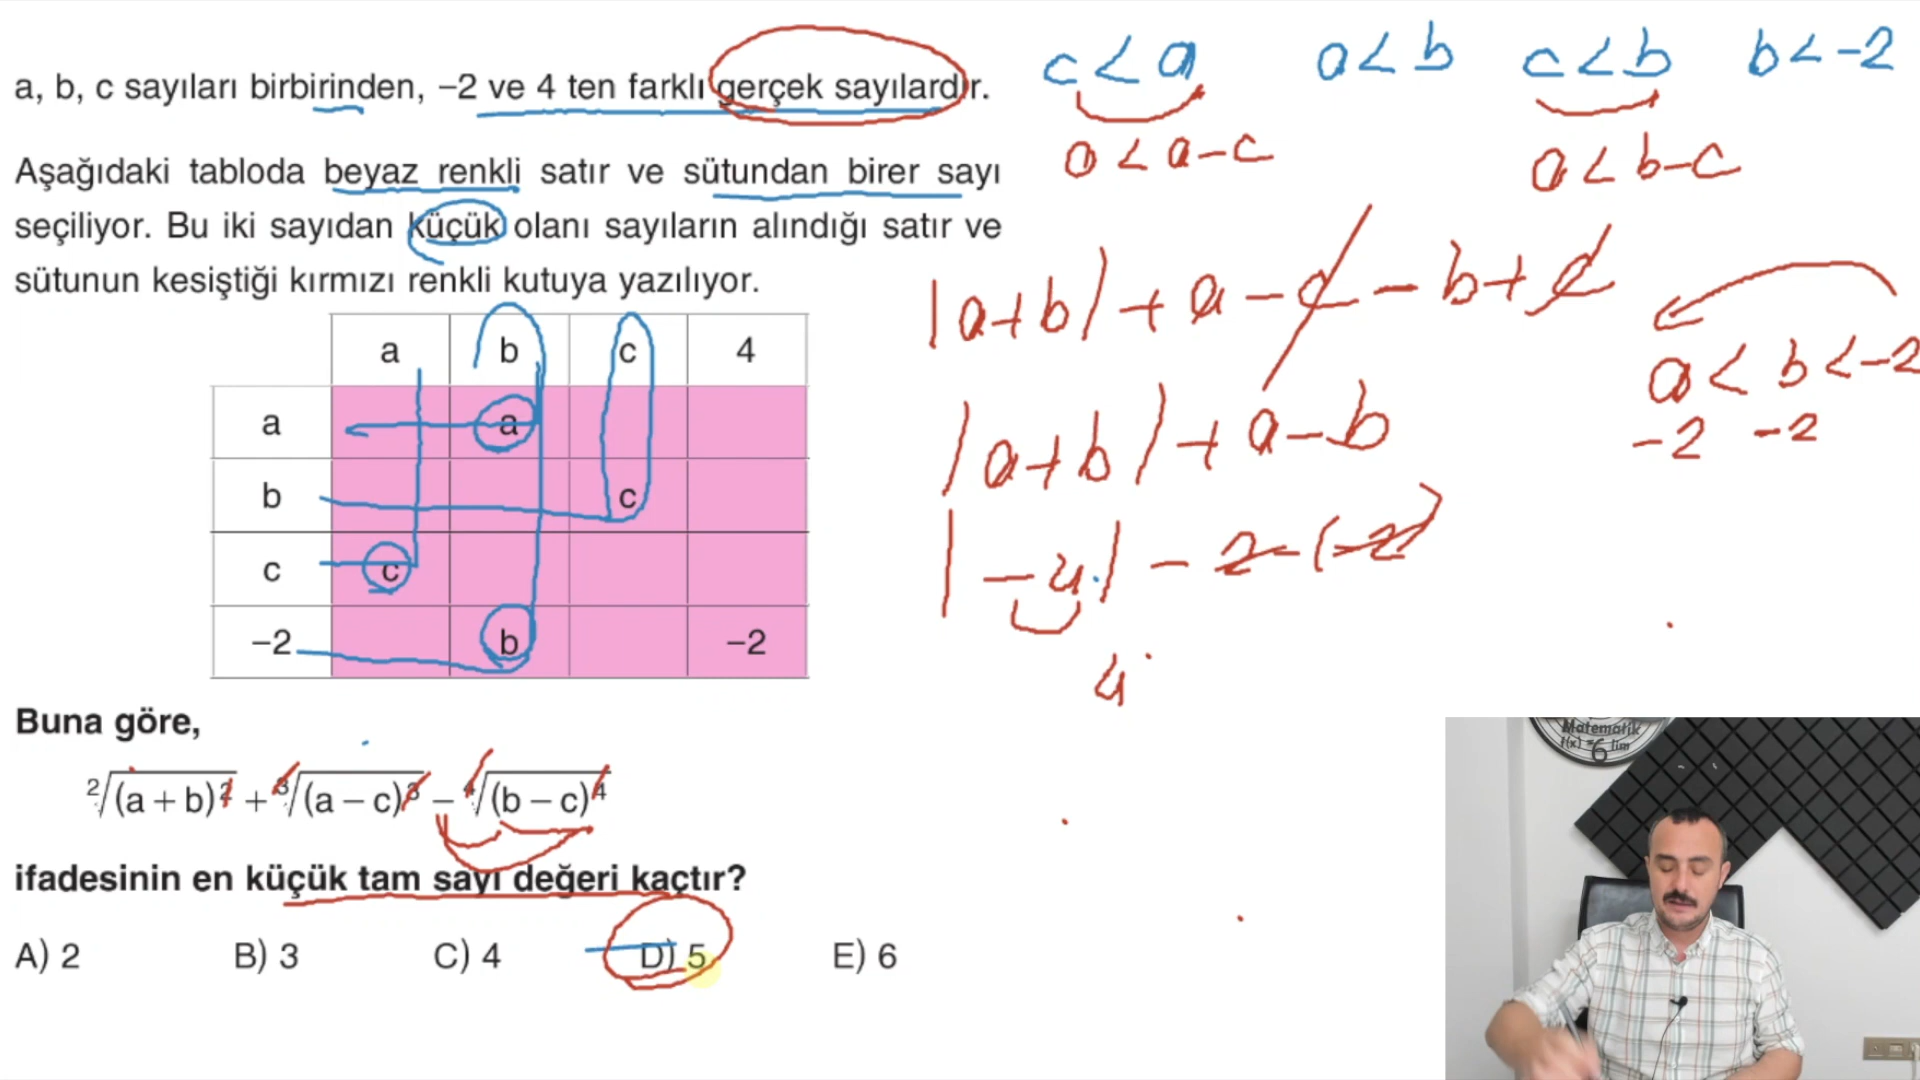 a, b, c sayıları birbirinden, −2 ve 4 ten farklı gerçek sayılardır.
Aşağıdaki tabloda beyaz renkli satır ve sütundan birer sayı
seçiliyor. Bu iki sayıdan küçük olanı sayıların alındığı satır ve
sütunun kesiştiği kırmızı renkli kutuya yazılıyor.
a b c 4
a a
b c
c c
−2 b −2
Buna göre,
²√(a + b)² + ³√(a − c)³ − ⁴√(b − c)⁴
ifadesinin en küçük tam sayı değeri kaçtır?
A) 2 B) 3 C) 4 D) 5 E) 6
c < a a < b c < b b < −2
0 < a − c 0 < b − c
|a+b| + a − c − b + c
a < b < −2
−2 −2
|a+b| + a − b
|−4| − 2 − (−2)
4
Matematik
f(x) = 6 lim